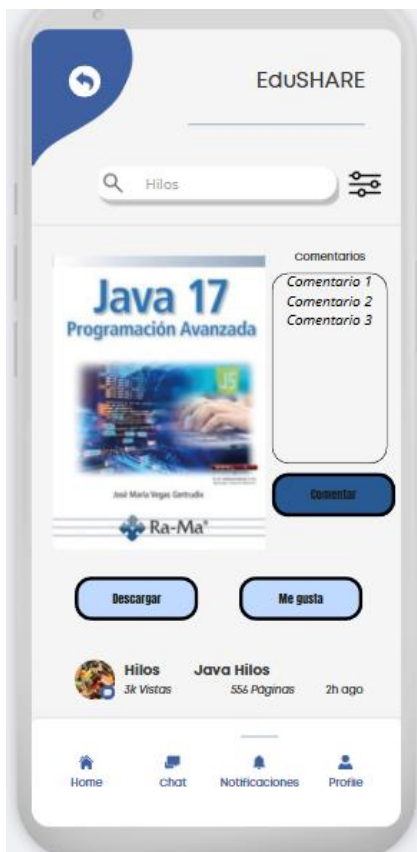 EduSHARE
Hilos
Java 17
Programación Avanzada
JS
José María Vegas Gertrudix
Ra-Ma®
Comentarios
Comentario 1
Comentario 2
Comentario 3
Comentar
Descargar
Me gusta
Hilos Java Hilos
3k Vistas 556 Páginas 2h ago
Home Chat Notificaciones Profile